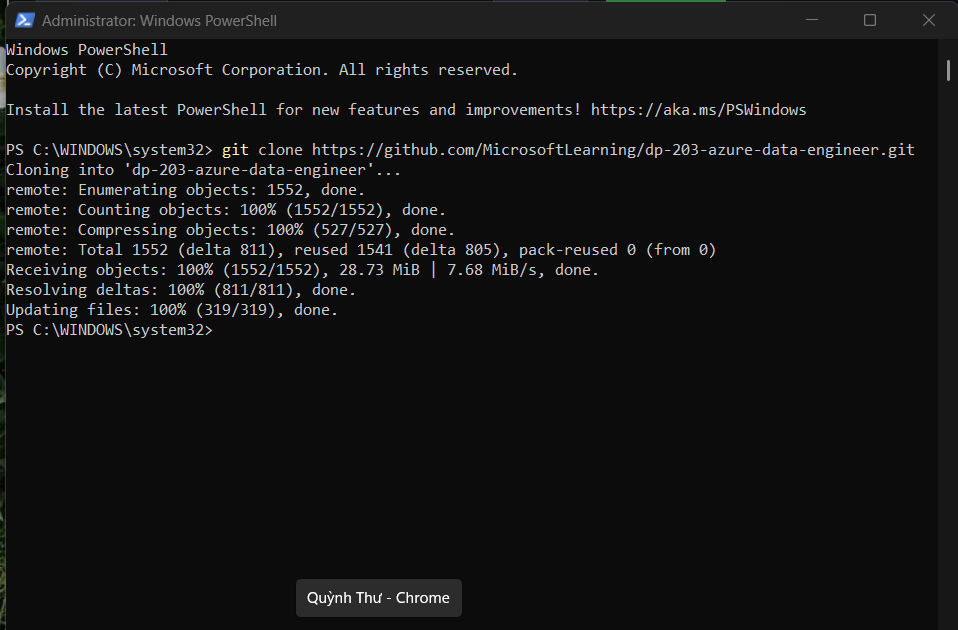 Administrator: Windows PowerShell
Windows PowerShell
Copyright (C) Microsoft Corporation. All rights reserved.
Install the latest PowerShell for new features and improvements! https://aka.ms/PSWindows
PS C:\WINDOWS\system32> git clone https://github.com/MicrosoftLearning/dp-203-azure-data-engineer.git
Cloning into 'dp-203-azure-data-engineer'...
remote: Enumerating objects: 1552, done.
remote: Counting objects: 100% (1552/1552), done.
remote: Compressing objects: 100% (527/527), done.
remote: Total 1552 (delta 811), reused 1541 (delta 805), pack-reused 0 (from 0)
Receiving objects: 100% (1552/1552), 28.73 MiB | 7.68 MiB/s, done.
Resolving deltas: 100% (811/811), done.
Updating files: 100% (319/319), done.
PS C:\WINDOWS\system32>
Quỳnh Thư - Chrome